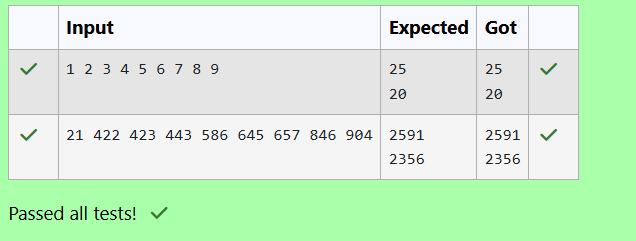 Input Expected Got
1 2 3 4 5 6 7 8 9 25 25
20 20
21 422 423 443 586 645 657 846 904 2591 2591
2356 2356
Passed all tests!